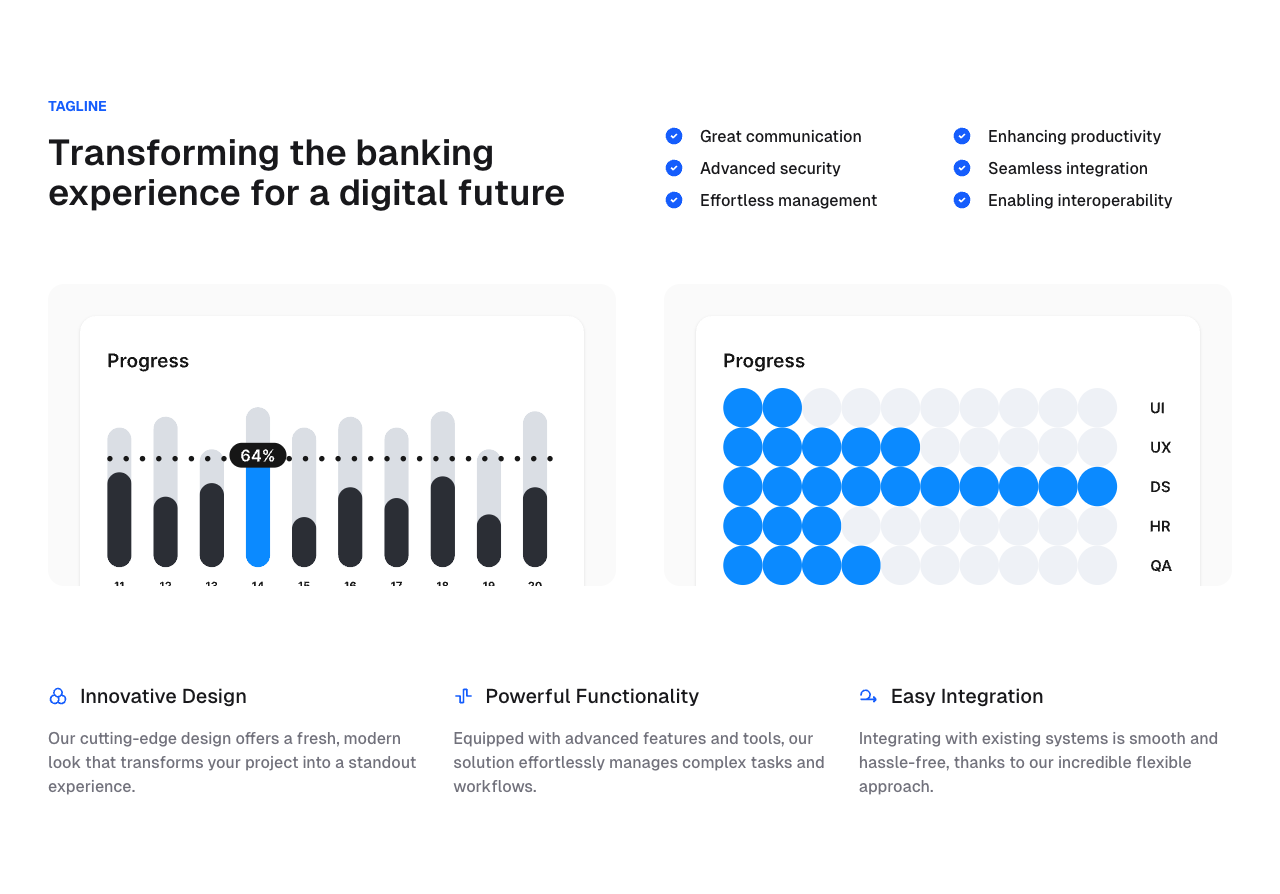 TAGLINE
Transforming the banking
experience for a digital future
Great communication
Advanced security
Effortless management
Enhancing productivity
Seamless integration
Enabling interoperability
Progress
64%
11 12 13 14 15 16 17 18 19 20
Progress
UI
UX
DS
HR
QA
Innovative Design
Our cutting-edge design offers a fresh, modern
look that transforms your project into a standout
experience.
Powerful Functionality
Equipped with advanced features and tools, our
solution effortlessly manages complex tasks and
workflows.
Easy Integration
Integrating with existing systems is smooth and
hassle-free, thanks to our incredible flexible
approach.